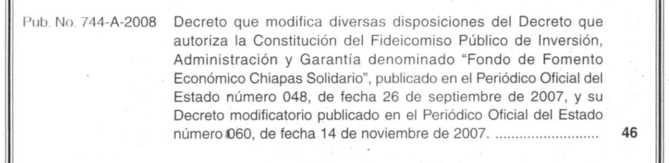 Pub. No. 744-A-2008 Decreto que modifica diversas disposiciones del Decreto que
autoriza la Constitución del Fideicomiso Público de Inversión,
Administración y Garantía denominado “Fondo de Fomento
Económico Chiapas Solidario”, publicado en el Periódico Oficial del
Estado número 048, de fecha 26 de septiembre de 2007, y su
Decreto modificatorio publicado en el Periódico Oficial del Estado
número 060, de fecha 14 de noviembre de 2007. .......................... 46